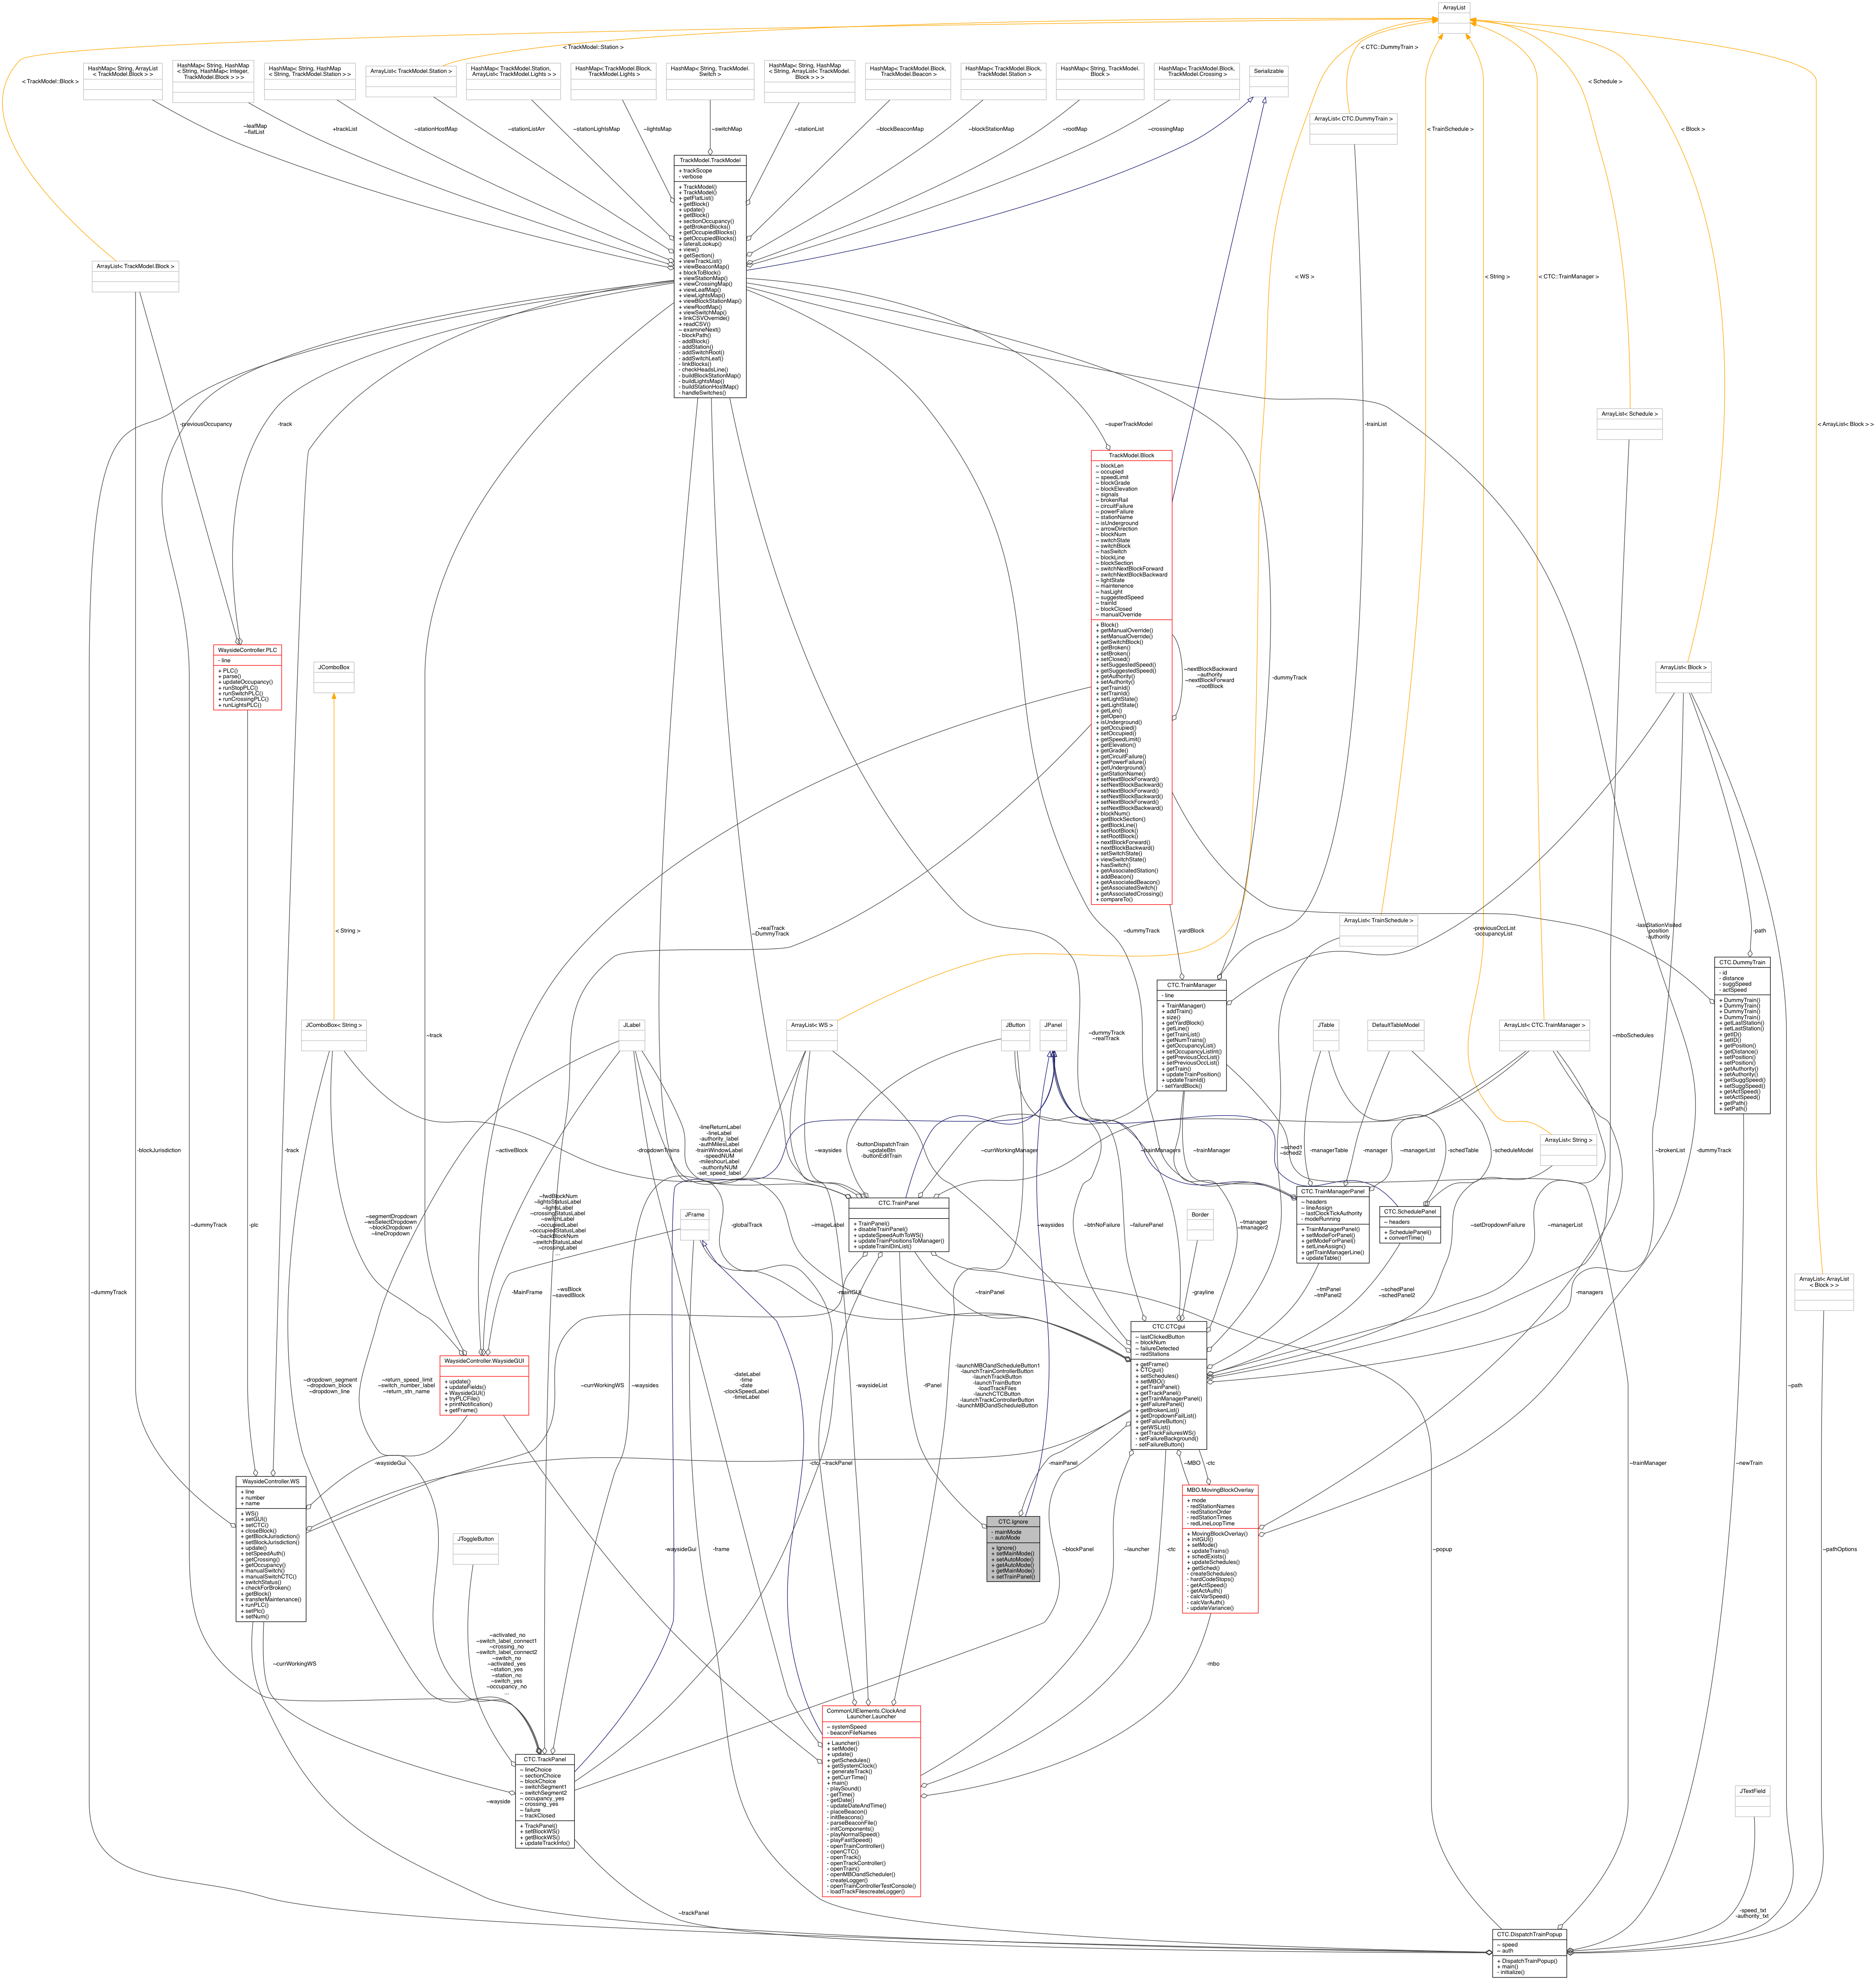 ArrayList
< TrackModel::Station >
< CTC::DummyTrain >
< TrackModel::Block >
HashMap< String, ArrayList
< TrackModel.Block > >
HashMap< String, HashMap
< String, HashMap< Integer,
TrackModel.Block > > >
HashMap< String, HashMap
< String, TrackModel.Station > >
ArrayList< TrackModel.Station >
HashMap< TrackModel.Station,
ArrayList< TrackModel.Lights > >
HashMap< TrackModel.Block,
TrackModel.Lights >
HashMap< String, TrackModel.
Switch >
HashMap< String, HashMap
< String, ArrayList< TrackModel.
Block > > >
HashMap< TrackModel.Block,
TrackModel.Beacon >
HashMap< TrackModel.Block,
TrackModel.Station >
HashMap< String, TrackModel.
Block >
HashMap< TrackModel.Block,
TrackModel.Crossing >
Serializable
< Schedule >
ArrayList< CTC.DummyTrain >
~leafMap
~flatList
+trackList
~stationHostMap
~stationListArr
~stationLightsMap
~lightsMap
~switchMap
~stationList
~blockBeaconMap
~blockStationMap
~rootMap
~crossingMap
< TrainSchedule >
< Block >
TrackModel.TrackModel
+ trackScope
- verbose
+ TrackModel()
+ TrackModel()
+ getFlatList()
+ getBlock()
+ update()
+ getBlock()
+ sectionOccupancy()
+ getBrokenBlocks()
+ getOccupiedBlocks()
+ getOccupiedBlocks()
+ lateralLookup()
+ view()
+ getSection()
+ viewTrackList()
+ viewBeaconMap()
+ blockToBlock()
+ viewStationMap()
+ viewCrossingMap()
+ viewLeafMap()
+ viewLightsMap()
+ viewBlockStationMap()
+ viewRootMap()
+ viewSwitchMap()
+ linkCSVOverride()
+ readCSV()
~ examineNext()
- blockPath()
- addBlock()
- addStation()
- addSwitchRoot()
- addSwitchLeaf()
- linkBlocks()
- checkHeadsLine()
- buildBlockStationMap()
- buildLightsMap()
- buildStationHostMap()
- handleSwitches()
ArrayList< TrackModel.Block >
< WS >
< String >
< CTC::TrainManager >
ArrayList< Schedule >
-previousOccupancy
-track
~superTrackModel
-trainList
< ArrayList< Block > >
TrackModel.Block
~ blockLen
~ occupied
~ speedLimit
~ blockGrade
~ blockElevation
~ signals
~ brokenRail
~ circuitFailure
~ powerFailure
~ stationName
~ isUnderground
~ arrowDirection
~ blockNum
~ switchState
~ switchBlock
~ hasSwitch
~ blockLine
~ blockSection
~ switchNextBlockForward
~ switchNextBlockBackward
~ lightState
~ maintenence
~ hasLight
~ suggestedSpeed
~ trainId
~ blockClosed
~ manualOverride
+ Block()
+ getManualOverride()
+ setManualOverride()
+ getSwitchBlock()
+ getBroken()
+ setBroken()
+ setClosed()
+ setSuggestedSpeed()
+ getSuggestedSpeed()
+ getAuthority()
+ setAuthority()
+ getTrainId()
+ setTrainId()
+ setLightState()
+ getLightState()
+ getLen()
+ getOpen()
+ isUnderground()
+ getOccupied()
+ setOccupied()
+ getSpeedLimit()
+ getElevation()
+ getGrade()
+ getCircuitFailure()
+ getPowerFailure()
+ getUnderground()
+ getStationName()
+ setNextBlockForward()
+ setNextBlockBackward()
+ setNextBlockForward()
+ setNextBlockBackward()
+ setNextBlockForward()
+ setNextBlockBackward()
+ blockNum()
+ getBlockSection()
+ getBlockLine()
+ setRootBlock()
+ setRootBlock()
+ nextBlockForward()
+ nextBlockBackward()
+ setSwitchState()
+ viewSwitchState()
+ hasSwitch()
+ getAssociatedStation()
+ addBeacon()
+ getAssociatedBeacon()
+ getAssociatedSwitch()
+ getAssociatedCrossing()
+ compareTo()
~nextBlockBackward
~authority
~nextBlockForward
~rootBlock
-dummyTrack
WaysideController.PLC
- line
+ PLC()
+ parse()
+ updateOccupancy()
+ runStopPLC()
+ runSwitchPLC()
+ runCrossingPLC()
+ runLightsPLC()
JComboBox
< String >
ArrayList< Block >
ArrayList< TrainSchedule >
~realTrack
~DummyTrack
~dummyTrack
-yardBlock
-previousOccList
-occupancyList
-lastStationVisited
-position
-authority
-path
CTC.TrainManager
- line
+ TrainManager()
+ addTrain()
+ size()
+ getYardBlock()
+ getLine()
+ getTrainList()
+ getNumTrains()
+ getOccupancyList()
+ setOccupancyListIn()
+ getPreviousOccList()
+ setPreviousOccList()
+ getTrain()
+ updateTrainPosition()
+ updateTrainId()
- setYardBlock()
CTC.DummyTrain
- id
- distance
- suggSpeed
- actSpeed
+ DummyTrain()
+ DummyTrain()
+ DummyTrain()
+ DummyTrain()
+ getLastStation()
+ setLastStation()
+ getID()
+ setID()
+ getPosition()
+ getDistance()
+ setPosition()
+ setPosition()
+ getAuthority()
+ setAuthority()
+ getSuggSpeed()
+ setSuggSpeed()
+ getActSpeed()
+ setActSpeed()
+ getPath()
+ setPath()
JComboBox< String >
JLabel
ArrayList< WS >
JButton
JPanel
JTable
DefaultTableModel
ArrayList< CTC.TrainManager >
~track
~dummyTrack
~realTrack
~mboSchedules
ArrayList< String >
-blockJurisdiction
-track
~activeBlock
-lineReturnLabel
-lineLabel
-authority_label
-authMilesLabel
-trainWindowLabel
-speedNUM
-mileshourLabel
-authorityNUM
-set_speed_label
~dropdownTrains
~waysides
-buttonDispatchTrain
-updateBtn
-buttonEditTrain
~currWorkingManager
~trainManagers
~trainManager
~sched1
~sched2
~managerTable
~manager
~managerList
~schedTable
~scheduleModel
~brokenList
-dummyTrack
CTC.TrainPanel
+ TrainPanel()
+ disableTrainPanel()
+ updateSpeedAuthToWS()
+ updateTrainPositionsToManager()
+ updateTrainIDinList()
CTC.TrainManagerPanel
~ headers
~ lineAssign
~ lastClockTickAuthority
~ modeRunning
+ TrainManagerPanel()
+ setModeForPanel()
+ getModeForPanel()
+ setLineAssign()
+ getTrainManagerLine()
+ updateTable()
CTC.SchedulePanel
~ headers
+ SchedulePanel()
+ convertTime()
JFrame
Border
~dummyTrack
-plc
~segmentDropdown
~wsSelectDropdown
~blockDropdown
~lineDropdown
~fwdBlockNum
~lightsStatusLabel
~lightsLabel
~crossingStatusLabel
~switchLabel
~occupiedLabel
~occupiedStatusLabel
~backBlockNum
~switchStatusLabel
~crossingLabel
-globalTrack
~imageLabel
-waysides
~btnNoFailure
~failurePanel
~tmanager
~tmanager2
~setDropdownFailure
~managerList
ArrayList< ArrayList
< Block > >
~dummyTrack
~wsBlock
~savedBlock
-MainFrame
~mainGUI
~trainPanel
-grayline
~tmPanel
~tmPanel2
~schedPanel
~schedPanel2
-managers
~path
CTC.CTCgui
~ lastClickedButton
~ blockNum
~ failureDetected
~ redStations
+ getFrame()
+ CTCgui()
+ setSchedules()
+ setMBO()
+ getTrainPanel()
+ getTrackPanel()
+ getTrainManagerPanel()
+ getFailurePanel()
+ getBrokenList()
+ getDropdownFailList()
+ getFailureButton()
+ getWSList()
+ getTrackFailuresWS()
- setFailureBackground()
- setFailureButton()
WaysideController.WaysideGUI
+ update()
+ updateFields()
+ WaysideGUI()
+ tryPLCFile()
+ printNotification()
+ getFrame()
~dropdown_segment
~dropdown_block
~dropdown_line
~return_speed_limit
~switch_number_label
~return_stn_name
~currWorkingWS
~waysides
-dateLabel
-time
-date
-clockSpeedLabel
-timeLabel
-waysideList
-tPanel
-launchMBOandScheduleButton1
-launchTrainControllerButton
-launchTrackButton
-launchTrainButton
-loadTrackFiles
-launchCTCButton
-launchTrackControllerButton
-launchMBOandScheduleButton
WaysideController.WS
+ line
+ number
+ name
+ WS()
+ setGUI()
+ setCTC()
+ closeBlock()
+ getBlockJurisdiction()
+ setBlockJurisdiction()
+ update()
+ setSpeedAuth()
+ getCrossing()
+ getOccupancy()
+ manualSwitch()
+ manualSwitchCTC()
+ switchStatus()
+ checkForBroken()
+ getBlock()
+ transferMaintenance()
+ runPLC()
+ setPlc()
+ setNum()
-waysideGui
-ctc
~trackPanel
-mainPanel
~MBO
-ctc
~trainManager
~newTrain
MBO.MovingBlockOverlay
+ mode
- redStationNames
- redStationOrder
- redStationTimes
- redLineLoopTime
+ MovingBlockOverlay()
+ initGUI()
+ setMode()
+ updateTrains()
+ schedExists()
+ updateSchedules()
+ getSched()
- createSchedules()
- hardCodeStops()
- getActSpeed()
- getActAuth()
- calcVarSpeed()
- calcVarAuth()
- updateVariance()
CTC.Ignore
- mainMode
- autoMode
+ Ignore()
+ setMainMode()
+ setAutoMode()
+ getAutoMode()
+ getMainMode()
+ setTrainPanel()
JToggleButton
-waysideGui
-frame
~blockPanel
~launcher
-ctc
~popup
~pathOptions
~currWorkingWS
~activated_no
~switch_label_connect1
~crossing_no
~switch_label_connect2
~switch_no
~activated_yes
~station_yes
~station_no
~switch_yes
~occupancy_no
...
-mbo
CommonUIElements.ClockAnd
Launcher.Launcher
~ systemSpeed
- beaconFileNames
+ Launcher()
+ setMode()
+ update()
+ getSchedules()
+ getSystemClock()
+ generateTrack()
+ getCurrTime()
+ main()
- playSound()
- getTime()
- getDate()
- updateDateAndTime()
- placeBeacon()
- initBeacons()
- parseBeaconFile()
- initComponents()
- playNormalSpeed()
- playFastSpeed()
- openTrainController()
- openCTC()
- openTrack()
- openTrackController()
- openTrain()
- openMBOandScheduler()
- createLogger()
- openTrainControllerTestConsole()
- loadTrackFilescreateLogger()
CTC.TrackPanel
~ lineChoice
~ sectionChoice
~ blockChoice
~ switchSegment1
~ switchSegment2
~ occupancy_yes
~ crossing_yes
~ failure
~ trackClosed
+ TrackPanel()
+ setBlockWS()
+ getBlockWS()
+ updateTrackInfo()
~wayside
JTextField
~trackPanel
-speed_txt
-authority_txt
CTC.DispatchTrainPopup
~ speed
~ auth
+ DispatchTrainPopup()
+ main()
- initialize()